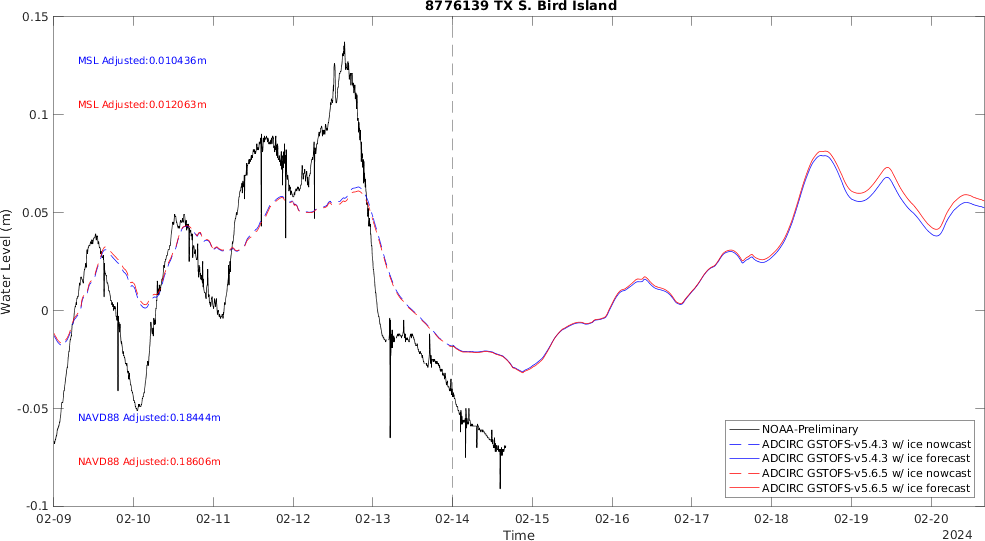 8776139 TX S. Bird Island
0.15
0.1
0.05
0
-0.05
-0.1
Water Level (m)
MSL Adjusted:0.010436m
MSL Adjusted:0.012063m
NAVD88 Adjusted:0.18444m
NAVD88 Adjusted:0.18606m
NOAA-Preliminary
ADCIRC GSTOFS-v5.4.3 w/ ice nowcast
ADCIRC GSTOFS-v5.4.3 w/ ice forecast
ADCIRC GSTOFS-v5.6.5 w/ ice nowcast
ADCIRC GSTOFS-v5.6.5 w/ ice forecast
02-09 02-10 02-11 02-12 02-13 02-14 02-15 02-16 02-17 02-18 02-19 02-20
Time
2024